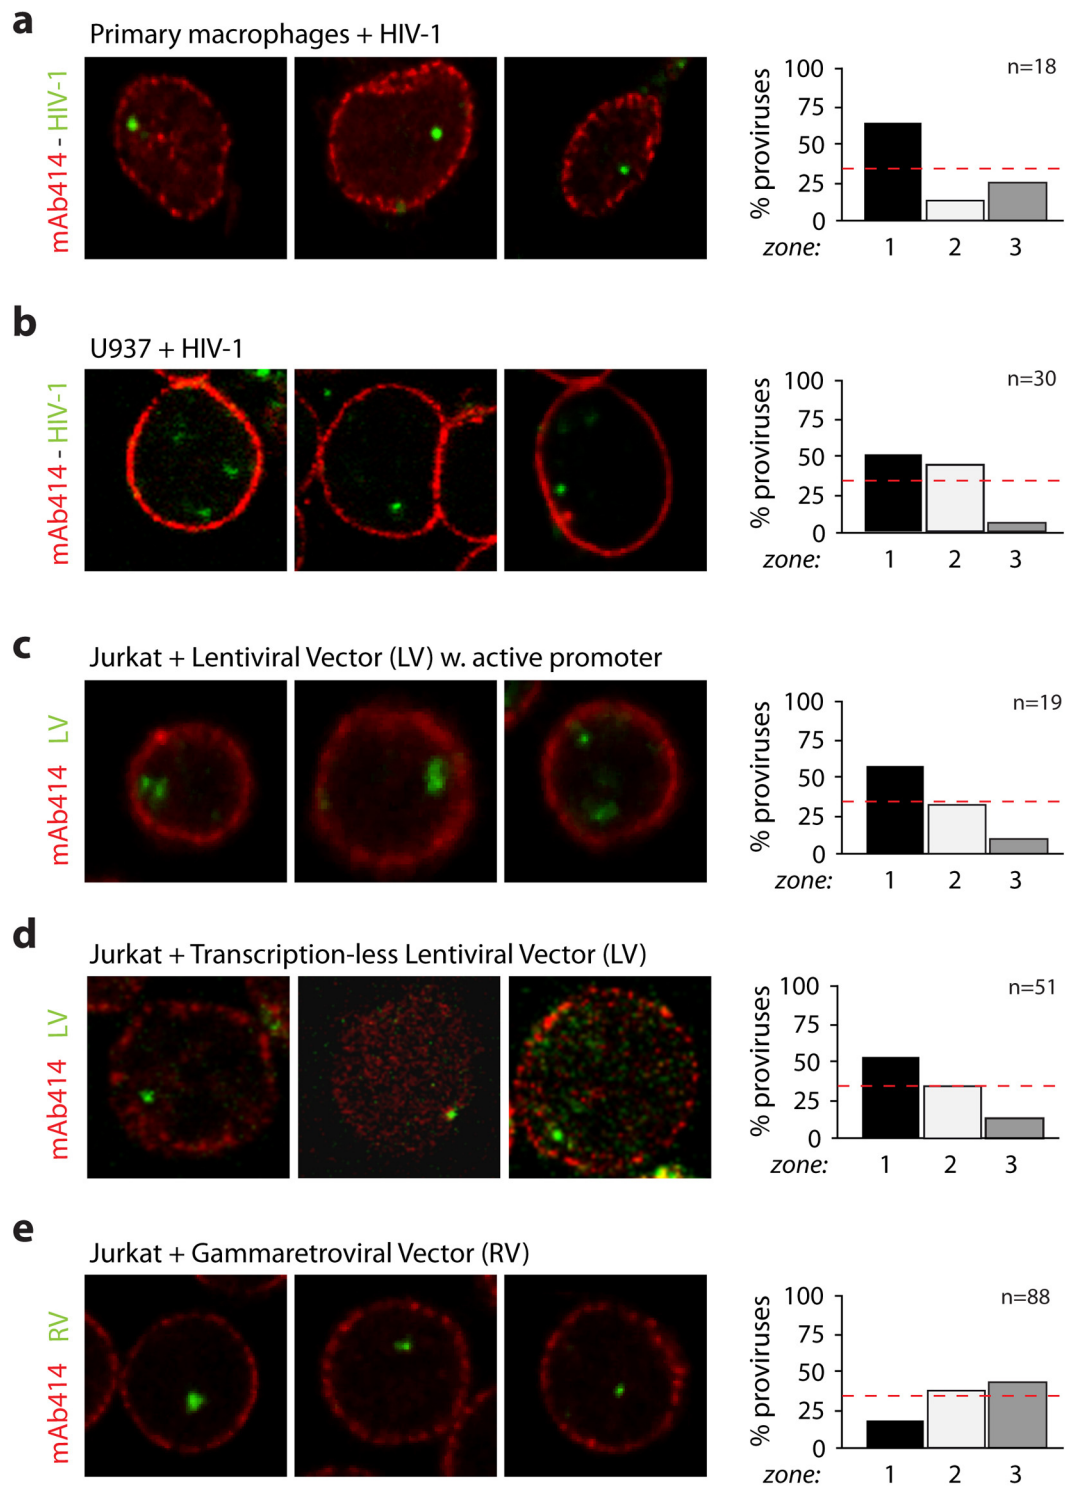 a
Primary macrophages + HIV-1
mAb414 - HIV-1
% proviruses
100
75
50
25
0
n=18
zone: 1 2 3
b
U937 + HIV-1
mAb414 - HIV-1
% proviruses
100
75
50
25
0
n=30
zone: 1 2 3
c
Jurkat + Lentiviral Vector (LV) w. active promoter
mAb414 LV
% proviruses
100
75
50
25
0
n=19
zone: 1 2 3
d
Jurkat + Transcription-less Lentiviral Vector (LV)
mAb414 LV
% proviruses
100
75
50
25
0
n=51
zone: 1 2 3
e
Jurkat + Gammaretroviral Vector (RV)
mAb414 RV
% proviruses
100
75
50
25
0
n=88
zone: 1 2 3